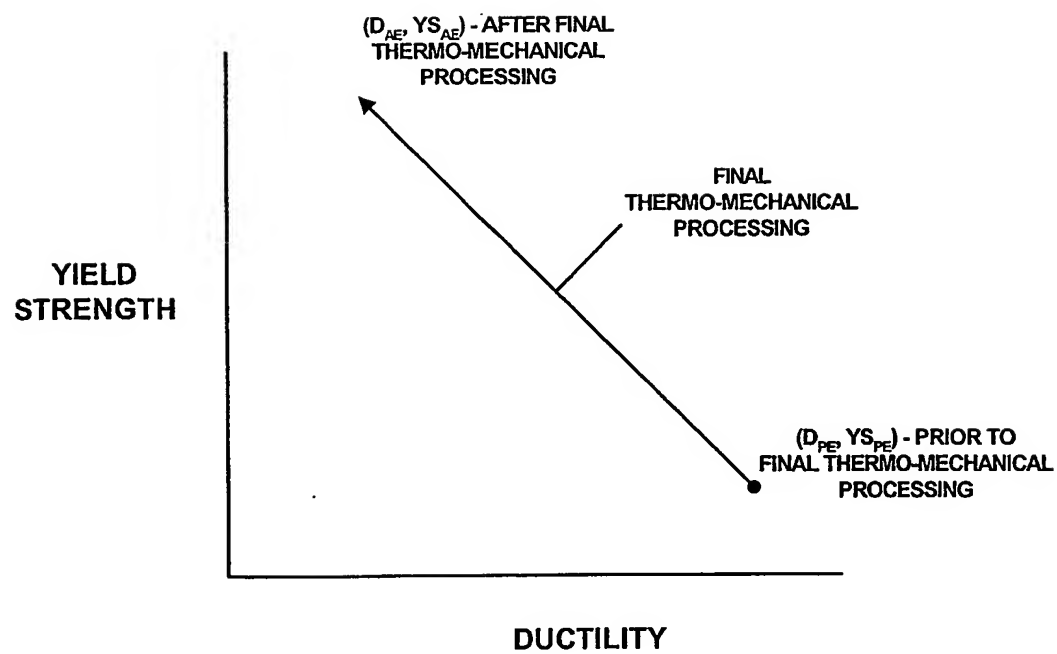 (D_AE, YS_AE) - AFTER FINAL
THERMO-MECHANICAL
PROCESSING
FINAL
THERMO-MECHANICAL
PROCESSING
YIELD
STRENGTH
(D_PE, YS_PE) - PRIOR TO
FINAL THERMO-MECHANICAL
PROCESSING
DUCTILITY